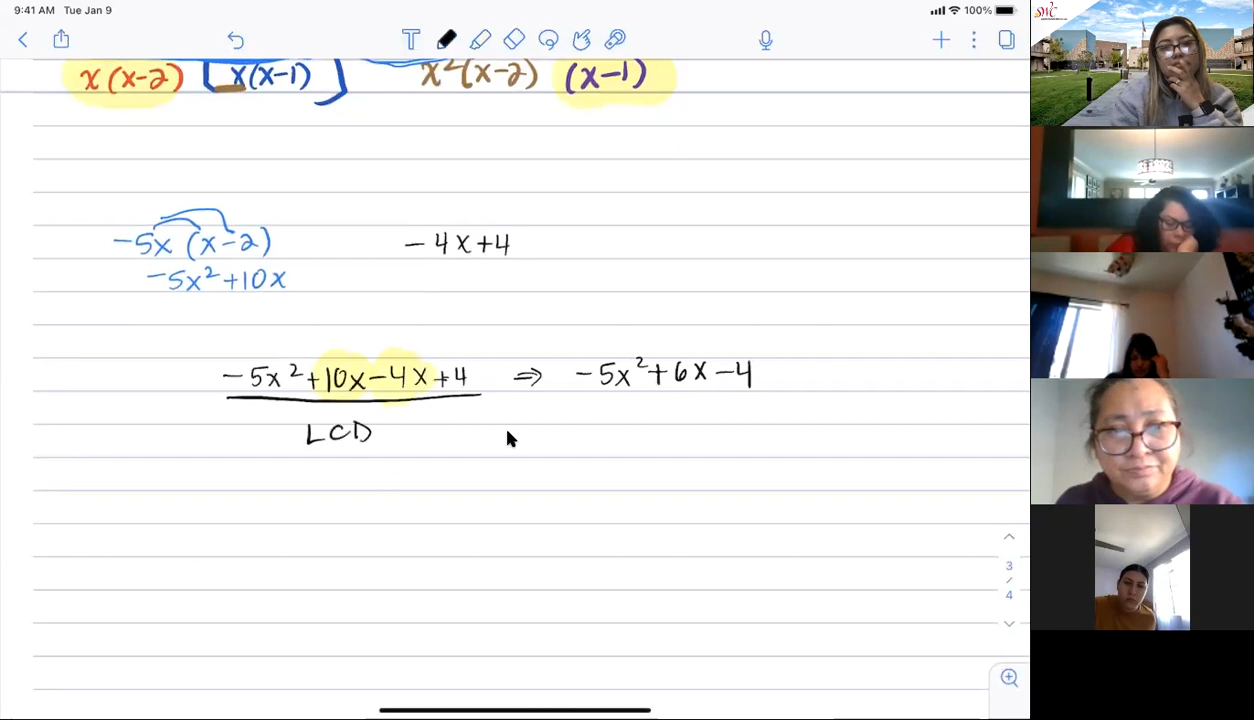 9:41 AM Tue Jan 9 100%
SWC
x(x-2) [x(x-1)] x²(x-2) (x-1)
-5x (x-2) -4x+4
-5x²+10x
-5x²+10x-4x+4 ⇒ -5x²+6x-4
LCD
3
/
4